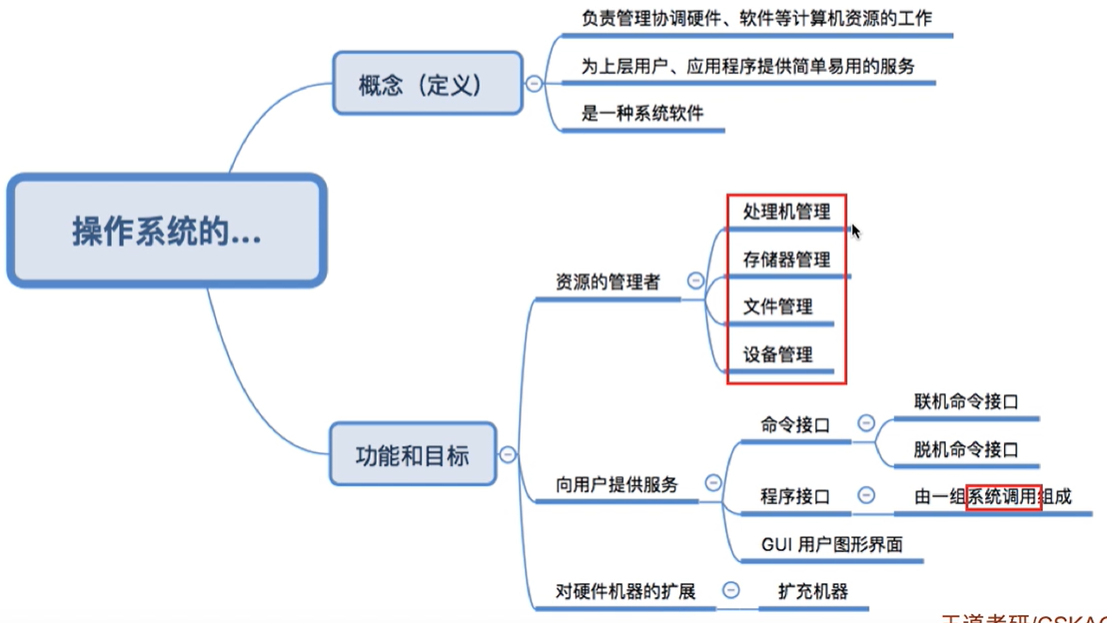 负责管理协调硬件、软件等计算机资源的工作
概念（定义）
为上层用户、应用程序提供简单易用的服务
是一种系统软件
操作系统的...
资源的管理者
处理机管理
存储器管理
文件管理
设备管理
功能和目标
向用户提供服务
命令接口
联机命令接口
脱机命令接口
程序接口
由一组系统调用组成
GUI 用户图形界面
对硬件机器的扩展
扩充机器